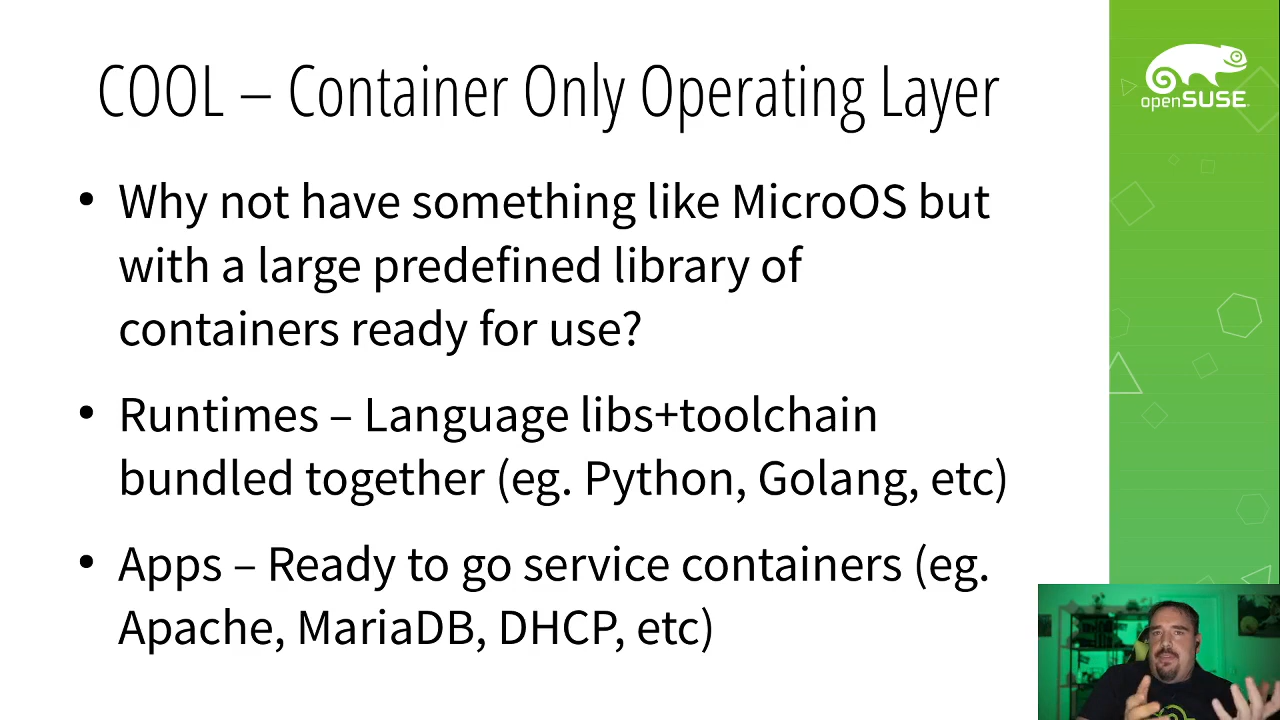 COOL – Container Only Operating Layer
openSUSE
• Why not have something like MicroOS but
with a large predefined library of
containers ready for use?
• Runtimes – Language libs+toolchain
bundled together (eg. Python, Golang, etc)
• Apps – Ready to go service containers (eg.
Apache, MariaDB, DHCP, etc)